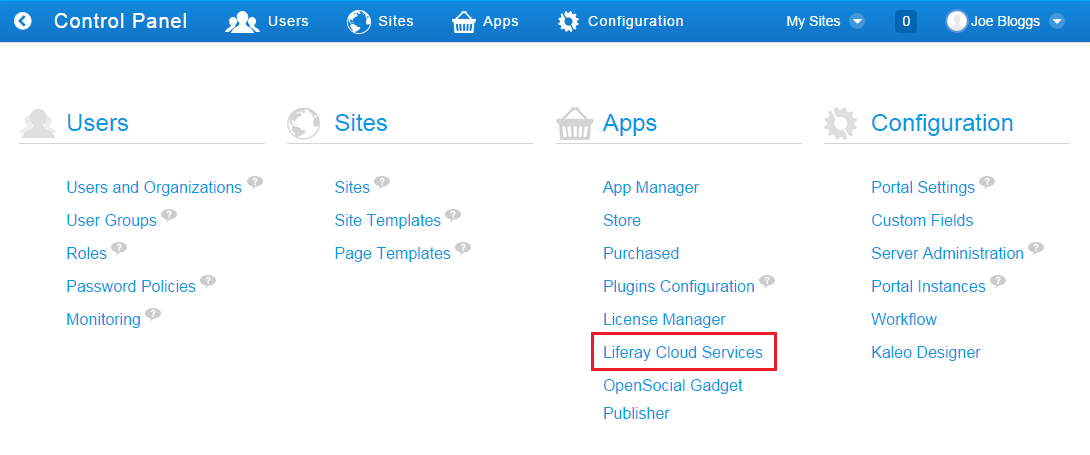 Control Panel Users Sites Apps Configuration My Sites 0 Joe Bloggs
Users
Users and Organizations ?
User Groups ?
Roles ?
Password Policies ?
Monitoring ?
Sites
Sites ?
Site Templates ?
Page Templates ?
Apps
App Manager
Store
Purchased
Plugins Configuration ?
License Manager
Liferay Cloud Services
OpenSocial Gadget
Publisher
Configuration
Portal Settings ?
Custom Fields
Server Administration ?
Portal Instances ?
Workflow
Kaleo Designer